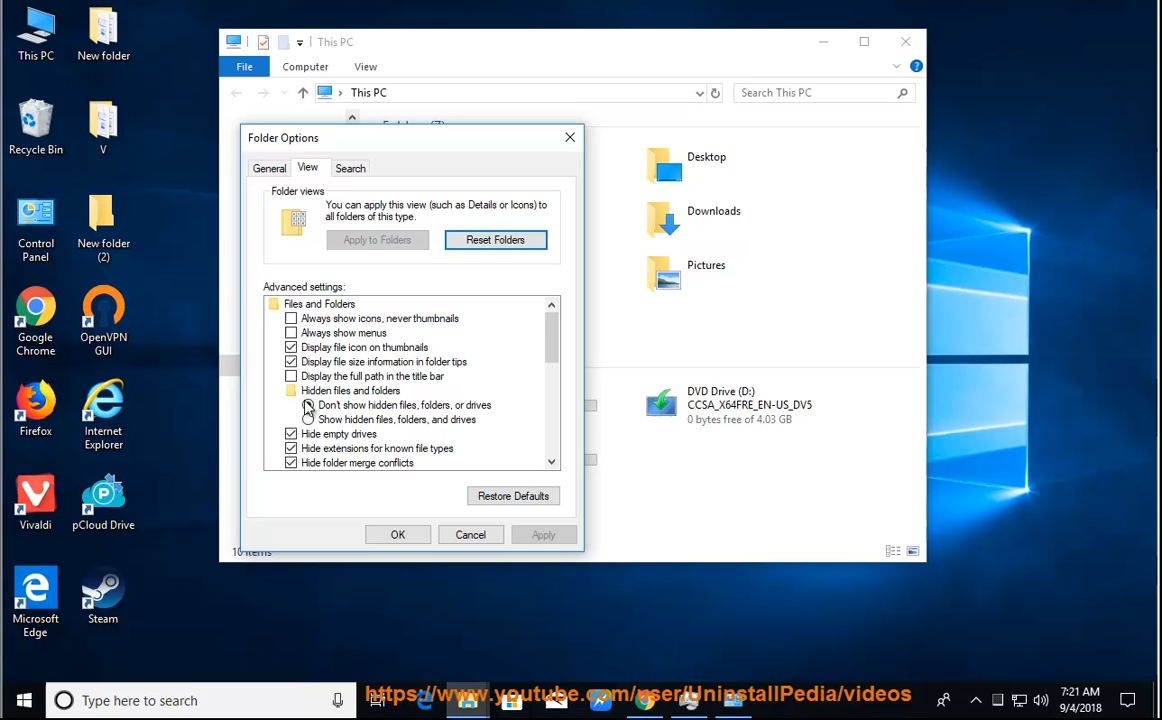 This PC
New folder
Recycle Bin
V
Control
Panel
New folder
(2)
Google
Chrome
OpenVPN
GUI
Firefox
Internet
Explorer
Vivaldi
pCloud Drive
Microsoft
Edge
Steam
This PC
File
Computer
View
This PC
Search This PC
Desktop
Downloads
Pictures
DVD Drive (D:)
CCSA_X64FRE_EN-US_DV5
0 bytes free of 4.03 GB
Folder Options
General
View
Search
Folder views
You can apply this view (such as Details or Icons) to
all folders of this type.
Apply to Folders
Reset Folders
Advanced settings:
Files and Folders
Always show icons, never thumbnails
Always show menus
Display file icon on thumbnails
Display file size information in folder tips
Display the full path in the title bar
Hidden files and folders
Don't show hidden files, folders, or drives
Show hidden files, folders, and drives
Hide empty drives
Hide extensions for known file types
Hide folder merge conflicts
Restore Defaults
OK
Cancel
Apply
Type here to search
https://www.youtube.com/user/UninstallPedia/videos
7:21 AM
9/4/2018